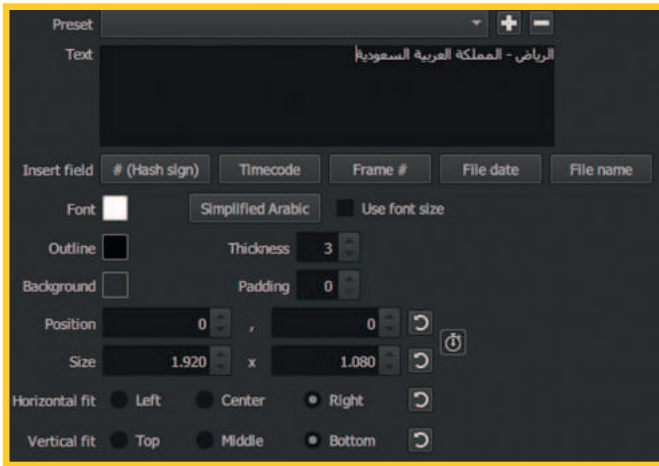 Preset
Text
الرياض - المملكة العربية السعودية
Insert field # (Hash sign) Timecode Frame # File date File name
Font Simplified Arabic Use font size
Outline Thickness 3
Background Padding 0
Position 0 , 0
Size 1.920 x 1.080
Horizontal fit Left Center Right
Vertical fit Top Middle Bottom